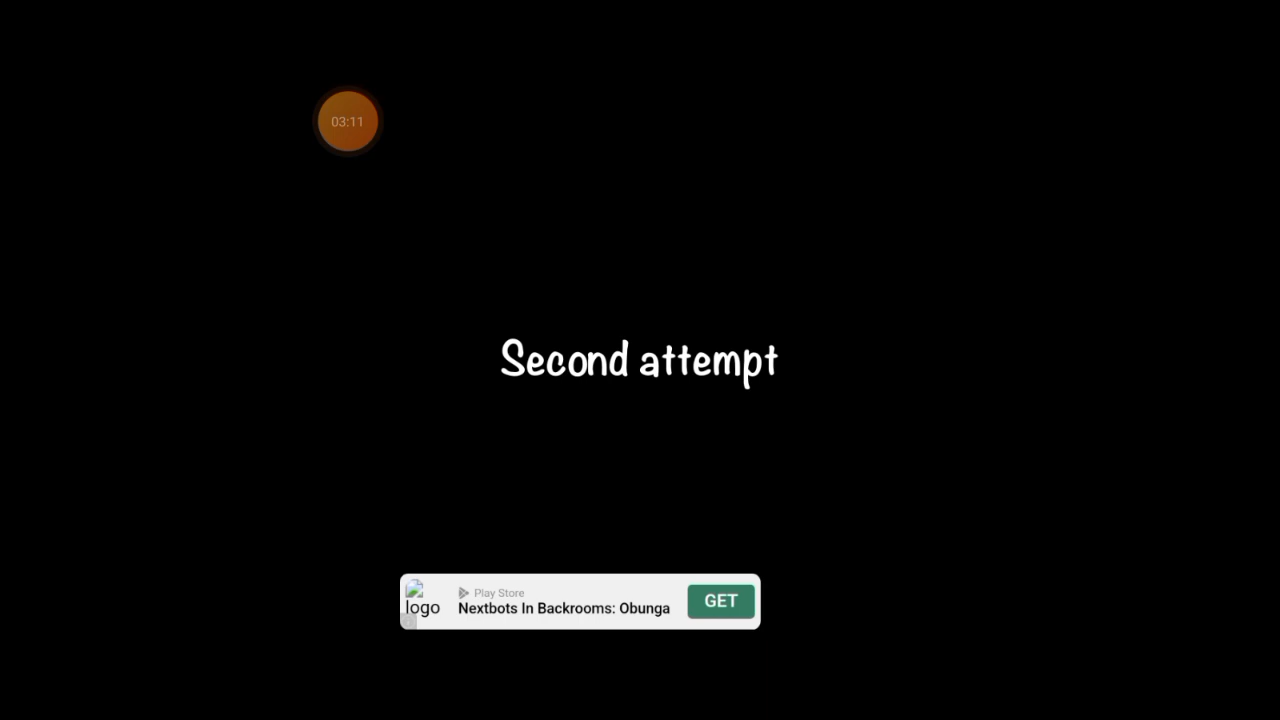 03:11
Second attempt
logo
Play Store
Nextbots In Backrooms: Obunga
GET